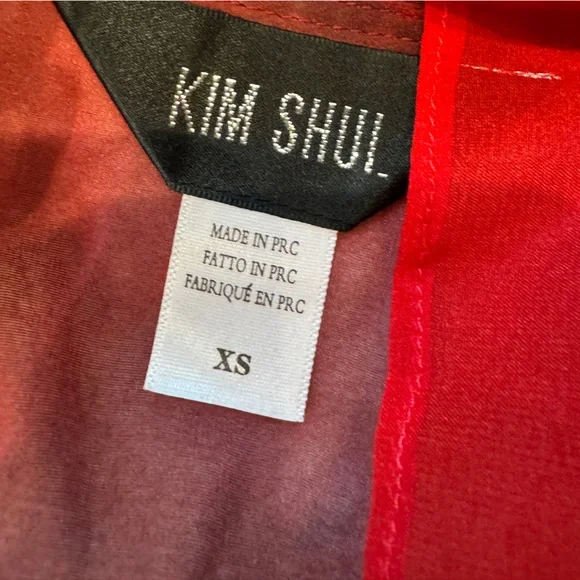 KIM SHUI
MADE IN PRC
FATTO IN PRC
FABRIQUÉ EN PRC
XS